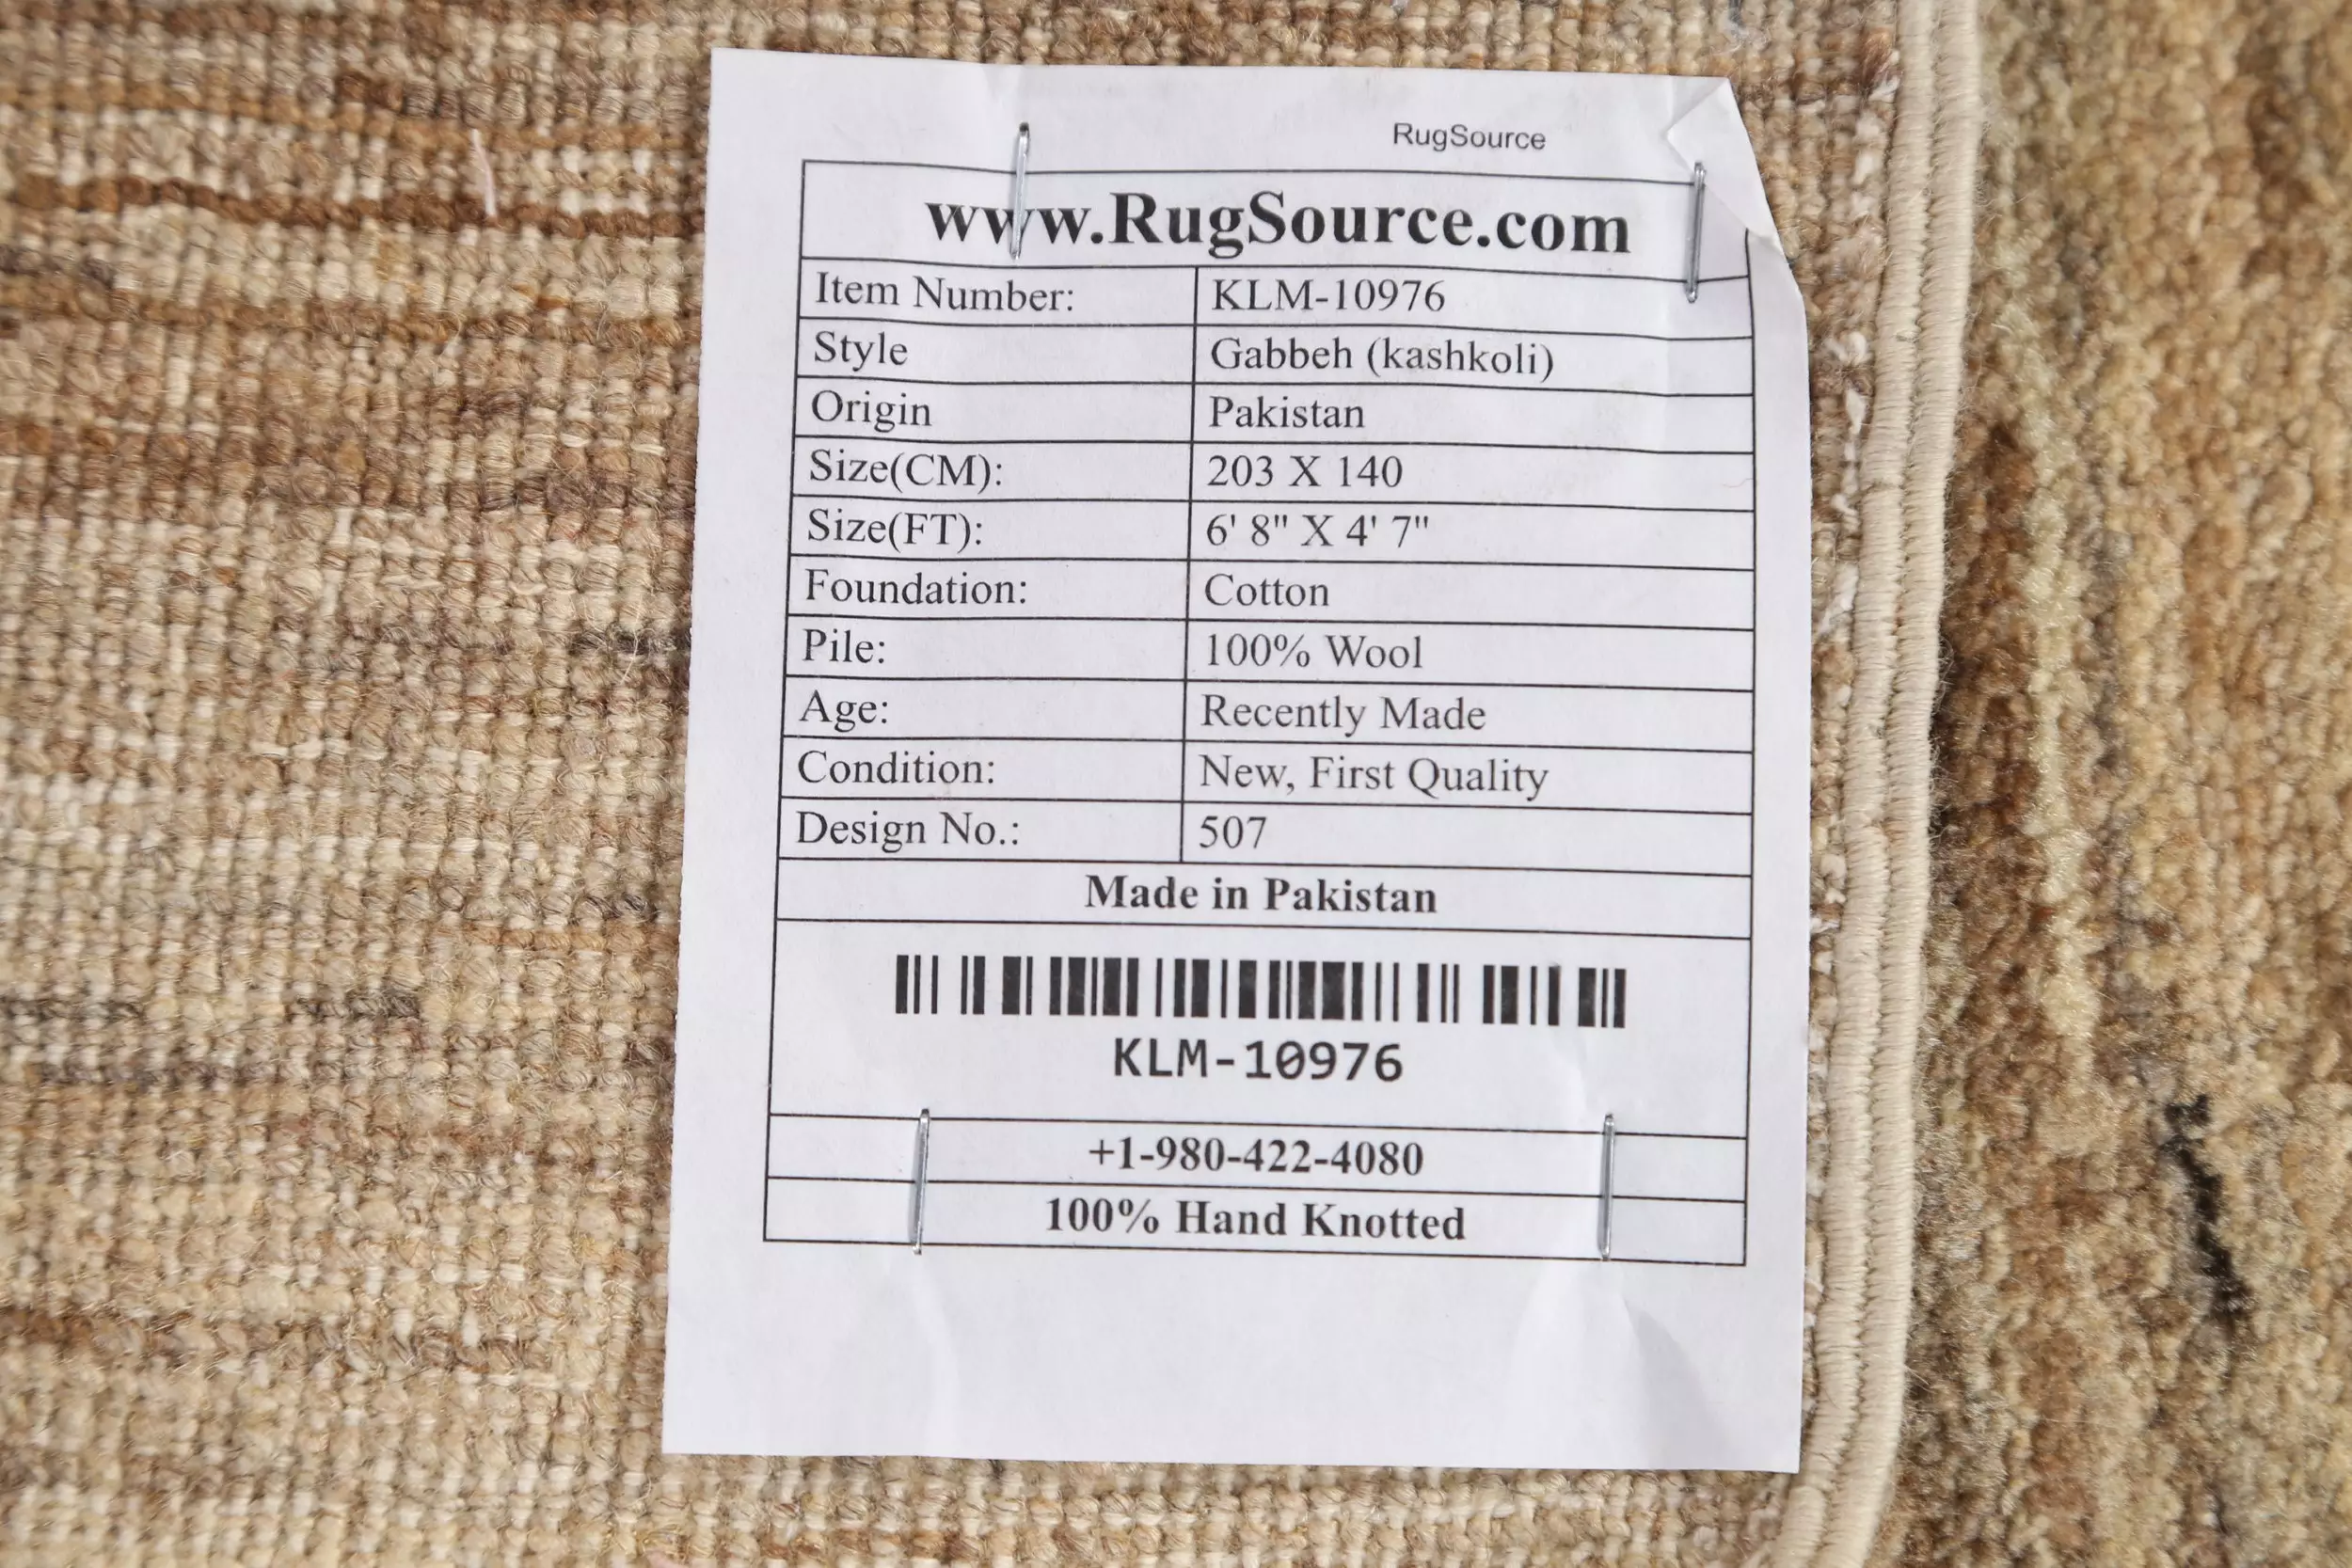 RugSource
www.RugSource.com
Item Number: KLM-10976
Style Gabbeh (kashkoli)
Origin Pakistan
Size(CM): 203 X 140
Size(FT): 6' 8" X 4' 7"
Foundation: Cotton
Pile: 100% Wool
Age: Recently Made
Condition: New, First Quality
Design No.: 507
Made in Pakistan
KLM-10976
+1-980-422-4080
100% Hand Knotted